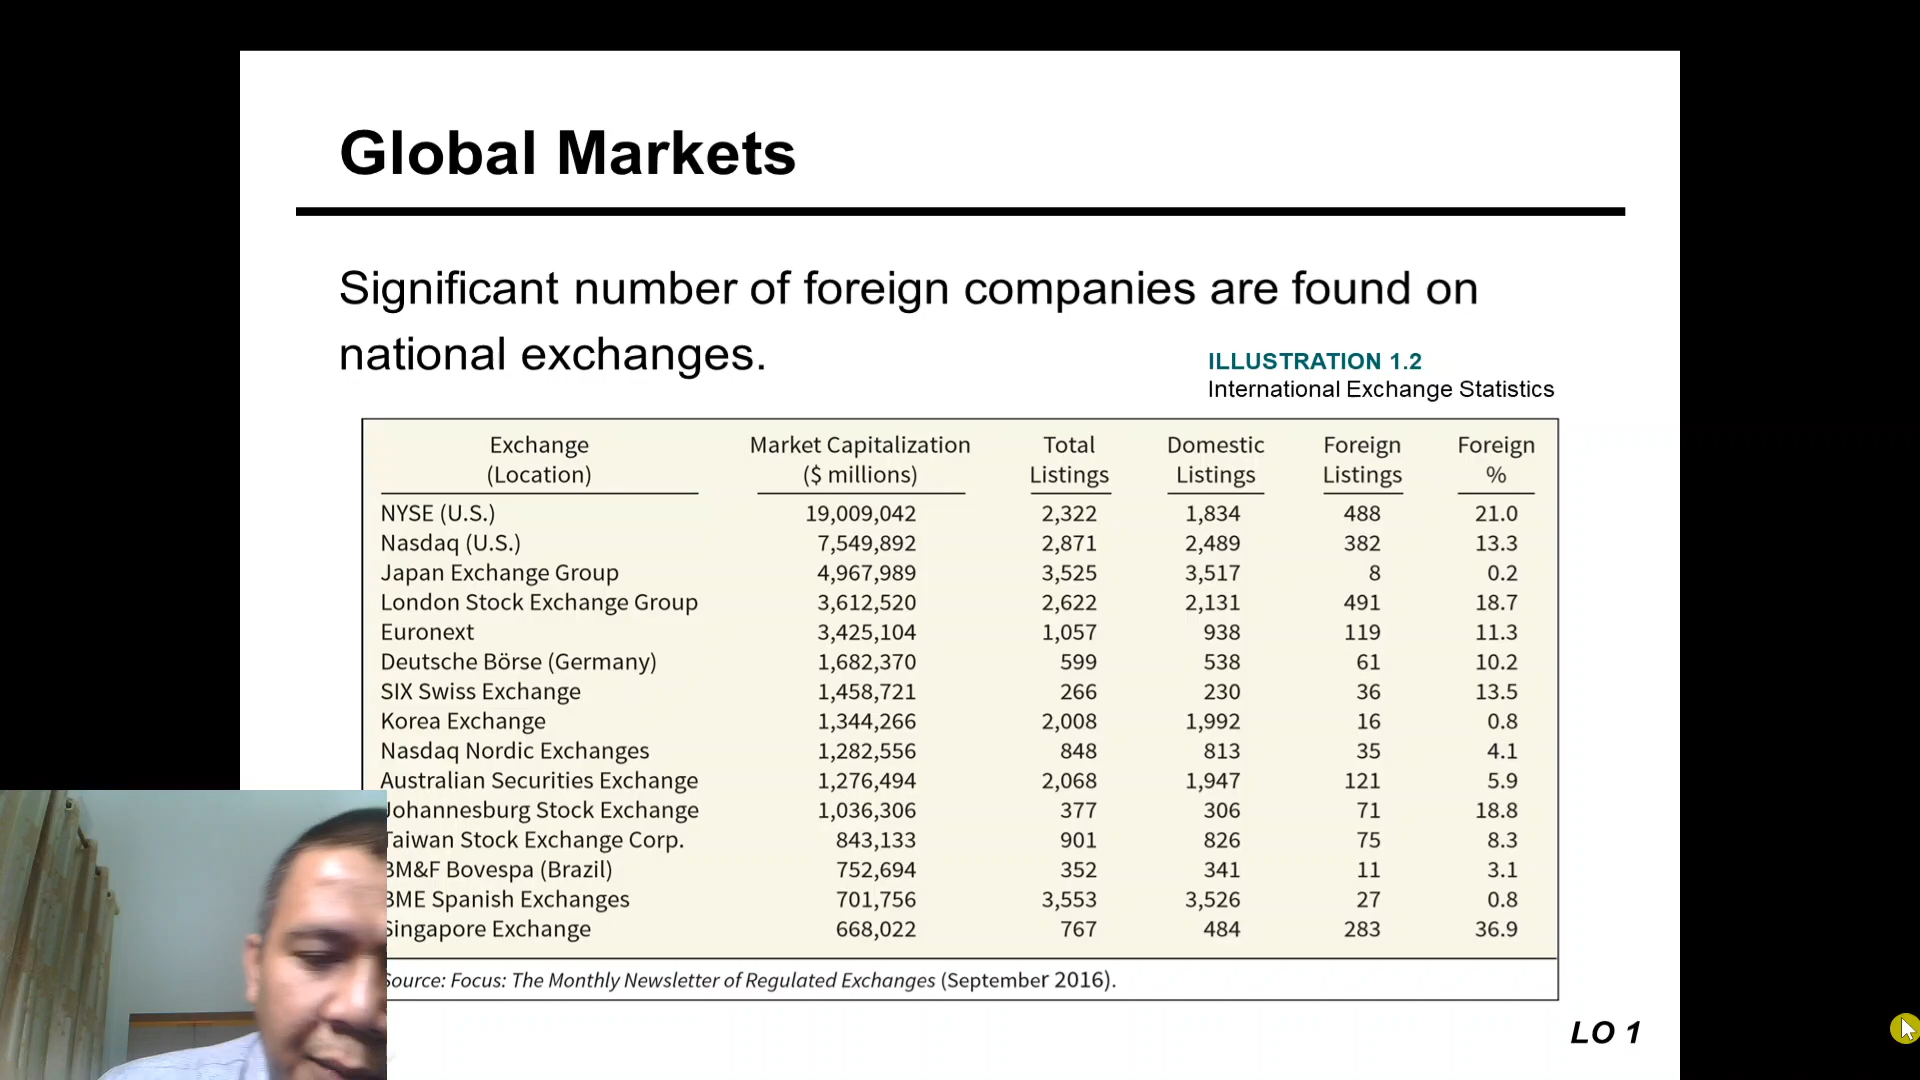 Global Markets
Significant number of foreign companies are found on
national exchanges.
ILLUSTRATION 1.2
International Exchange Statistics
Exchange (Location) Market Capitalization ($ millions) Total Listings Domestic Listings Foreign Listings Foreign %
NYSE (U.S.) 19,009,042 2,322 1,834 488 21.0
Nasdaq (U.S.) 7,549,892 2,871 2,489 382 13.3
Japan Exchange Group 4,967,989 3,525 3,517 8 0.2
London Stock Exchange Group 3,612,520 2,622 2,131 491 18.7
Euronext 3,425,104 1,057 938 119 11.3
Deutsche Börse (Germany) 1,682,370 599 538 61 10.2
SIX Swiss Exchange 1,458,721 266 230 36 13.5
Korea Exchange 1,344,266 2,008 1,992 16 0.8
Nasdaq Nordic Exchanges 1,282,556 848 813 35 4.1
Australian Securities Exchange 1,276,494 2,068 1,947 121 5.9
Johannesburg Stock Exchange 1,036,306 377 306 71 18.8
Taiwan Stock Exchange Corp. 843,133 901 826 75 8.3
BM&F Bovespa (Brazil) 752,694 352 341 11 3.1
BME Spanish Exchanges 701,756 3,553 3,526 27 0.8
Singapore Exchange 668,022 767 484 283 36.9
Source: Focus: The Monthly Newsletter of Regulated Exchanges (September 2016).
LO 1